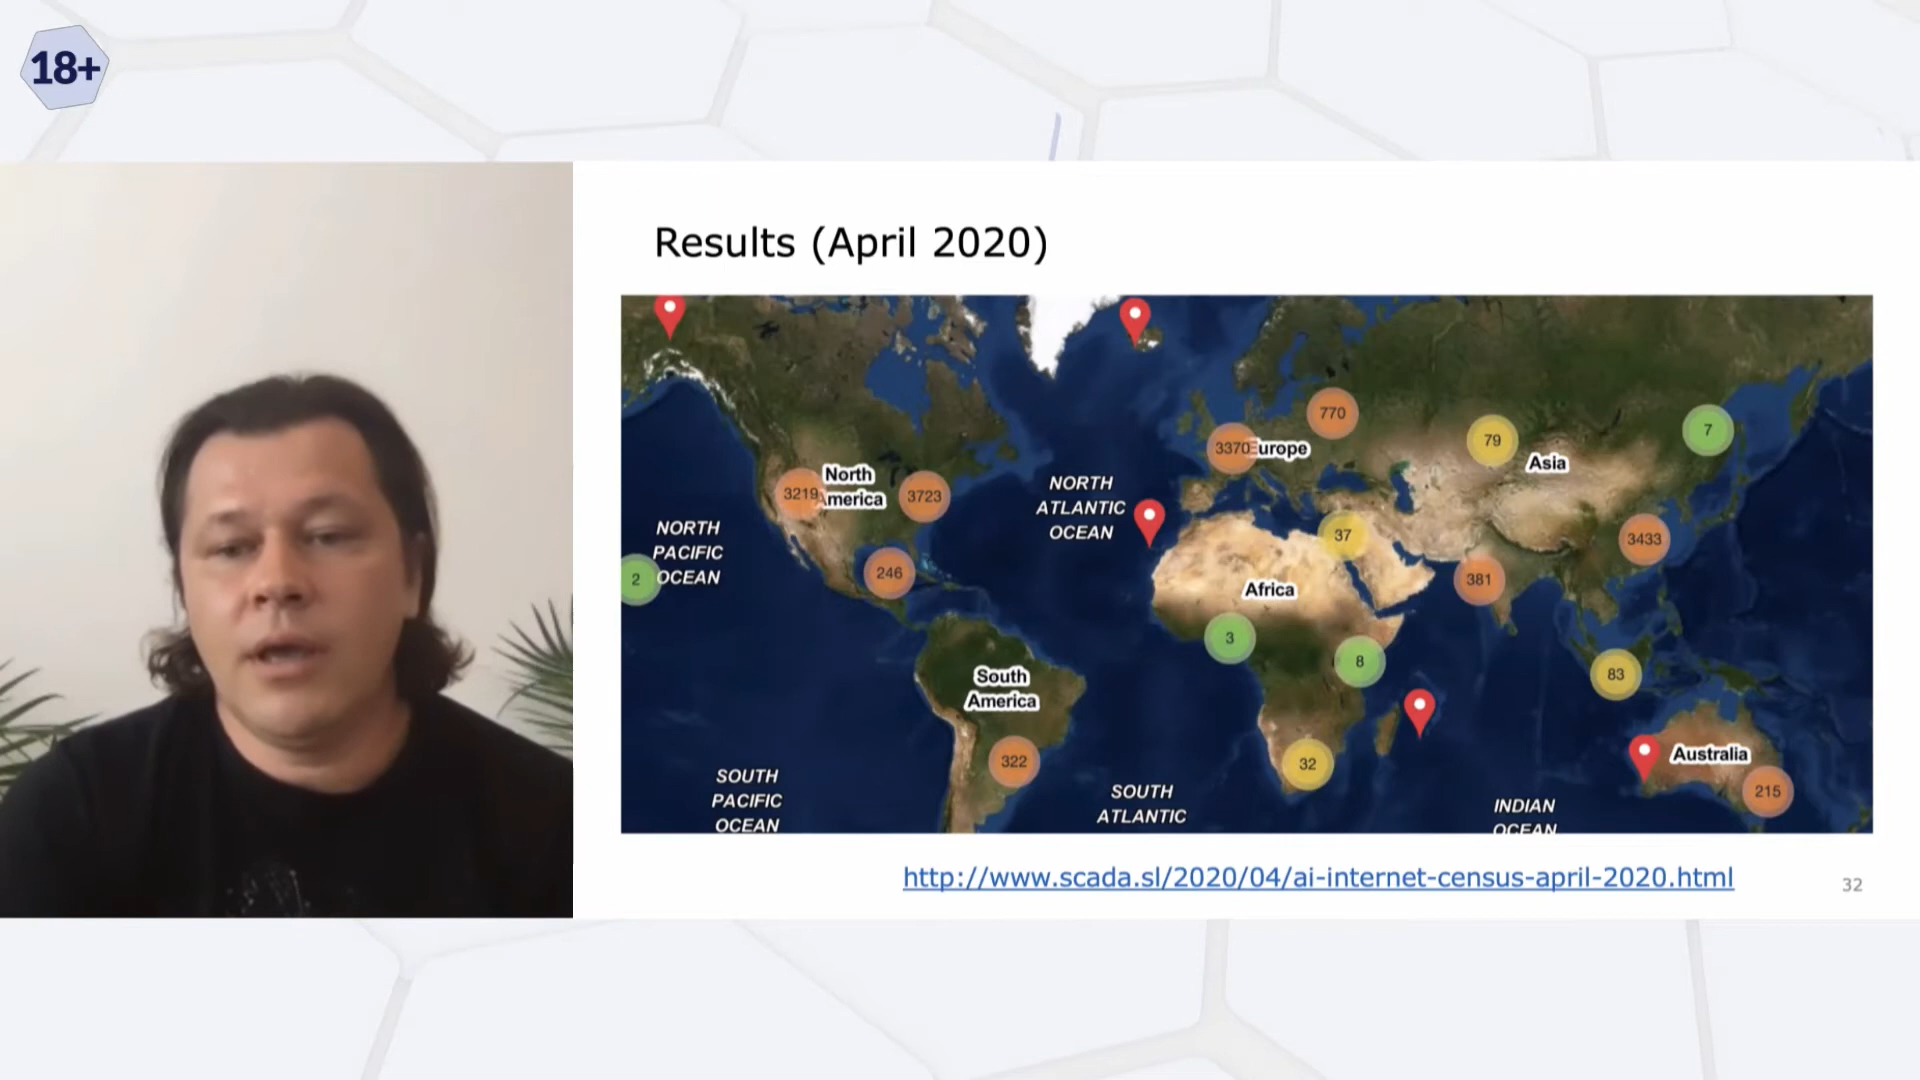 18+
Results (April 2020)
770
79
7
3370
Europe
Asia
North
America
3219
3723
NORTH
ATLANTIC
OCEAN
NORTH
PACIFIC
OCEAN
37
3433
2
246
381
Africa
3
8
South
America
83
322
32
Australia
SOUTH
PACIFIC
OCEAN
SOUTH
ATLANTIC
INDIAN
OCEAN
215
http://www.scada.sl/2020/04/ai-internet-census-april-2020.html
32